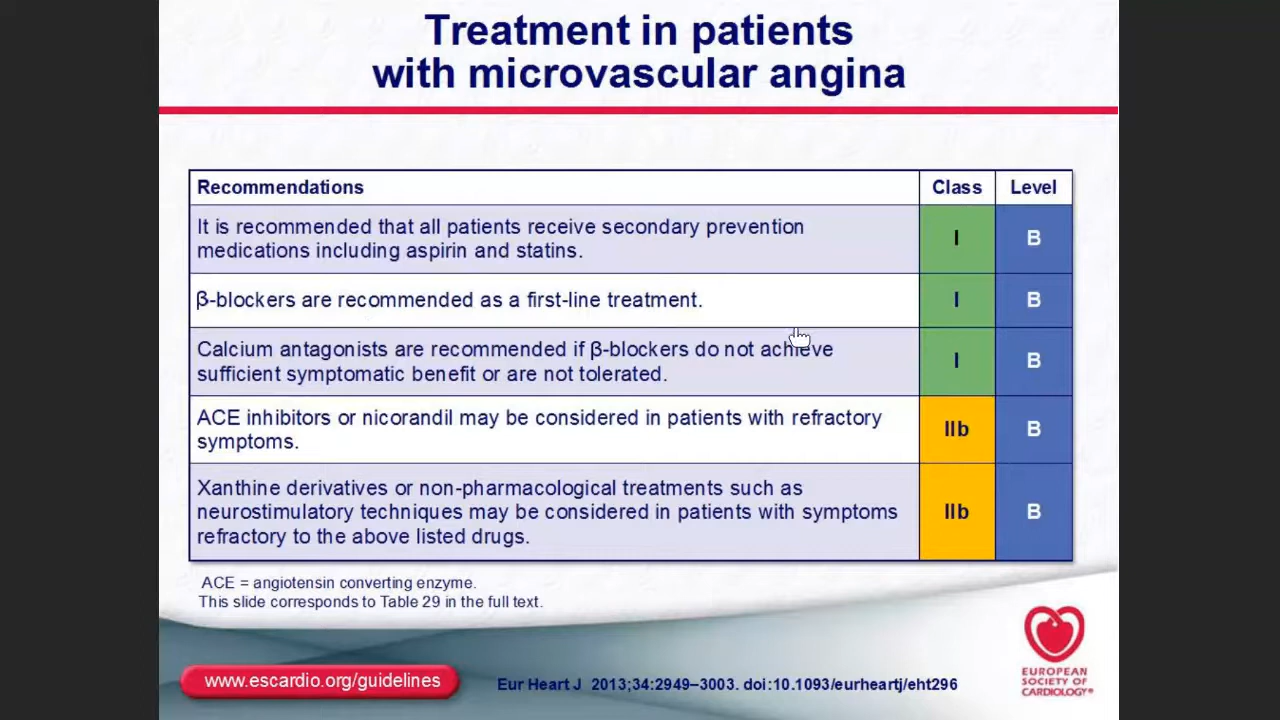 Treatment in patients
with microvascular angina
Recommendations Class Level
It is recommended that all patients receive secondary prevention
medications including aspirin and statins.
I B
β-blockers are recommended as a first-line treatment. I B
Calcium antagonists are recommended if β-blockers do not achieve
sufficient symptomatic benefit or are not tolerated.
I B
ACE inhibitors or nicorandil may be considered in patients with refractory
symptoms.
IIb B
Xanthine derivatives or non-pharmacological treatments such as
neurostimulatory techniques may be considered in patients with symptoms
refractory to the above listed drugs.
IIb B
ACE = angiotensin converting enzyme.
This slide corresponds to Table 29 in the full text.
www.escardio.org/guidelines
Eur Heart J 2013;34:2949–3003. doi:10.1093/eurheartj/eht296
EUROPEAN
SOCIETY OF
CARDIOLOGY®